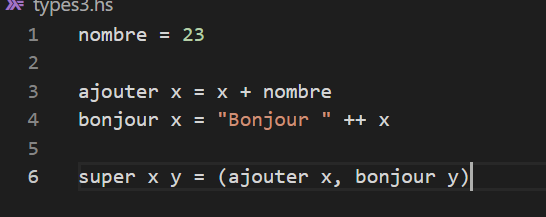 types3.hs
1 nombre = 23
2
3 ajouter x = x + nombre
4 bonjour x = "Bonjour " ++ x
5
6 super x y = (ajouter x, bonjour y)